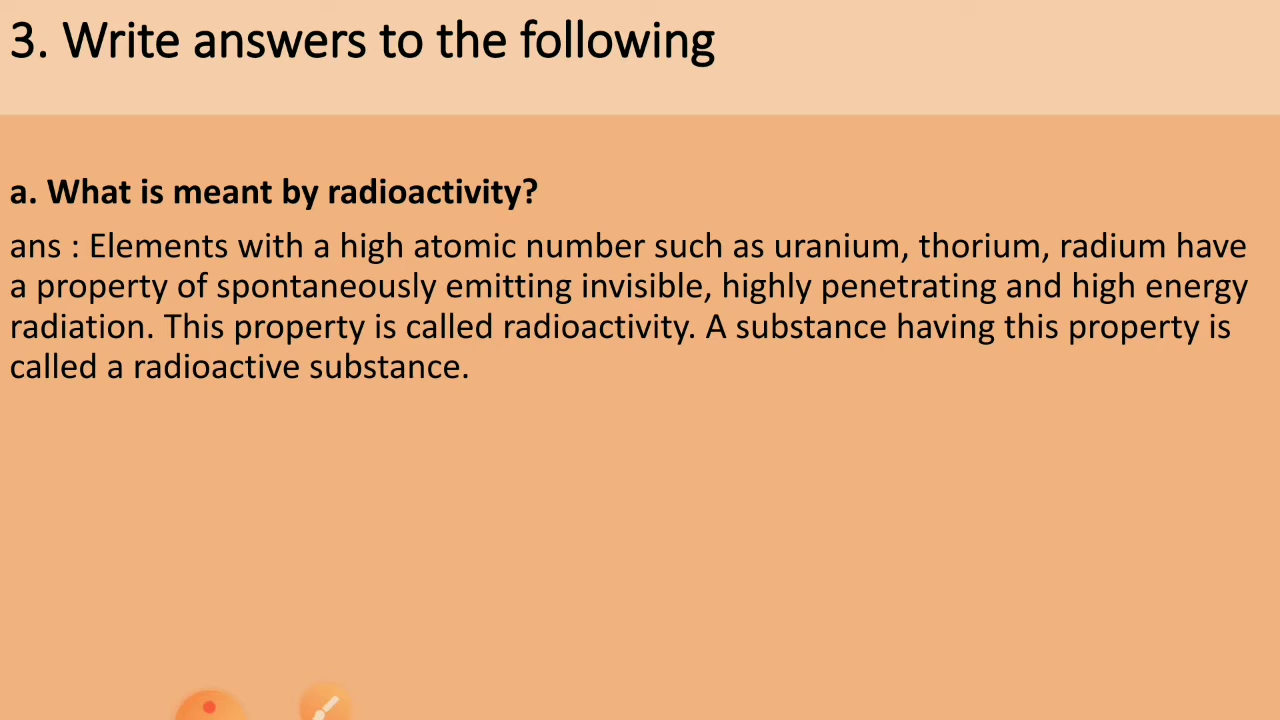 3. Write answers to the following
a. What is meant by radioactivity?
ans : Elements with a high atomic number such as uranium, thorium, radium have
a property of spontaneously emitting invisible, highly penetrating and high energy
radiation. This property is called radioactivity. A substance having this property is
called a radioactive substance.